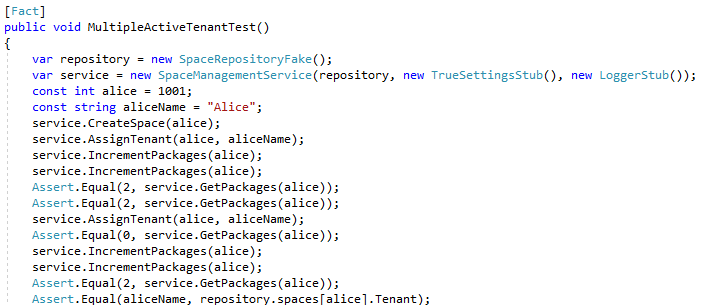 [Fact]
public void MultipleActiveTenantTest()
{
var repository = new SpaceRepositoryFake();
var service = new SpaceManagementService(repository, new TrueSettingsStub(), new LoggerStub());
const int alice = 1001;
const string aliceName = "Alice";
service.CreateSpace(alice);
service.AssignTenant(alice, aliceName);
service.IncrementPackages(alice);
service.IncrementPackages(alice);
Assert.Equal(2, service.GetPackages(alice));
Assert.Equal(2, service.GetPackages(alice));
service.AssignTenant(alice, aliceName);
Assert.Equal(0, service.GetPackages(alice));
service.IncrementPackages(alice);
service.IncrementPackages(alice);
Assert.Equal(2, service.GetPackages(alice));
Assert.Equal(aliceName, repository.spaces[alice].Tenant);